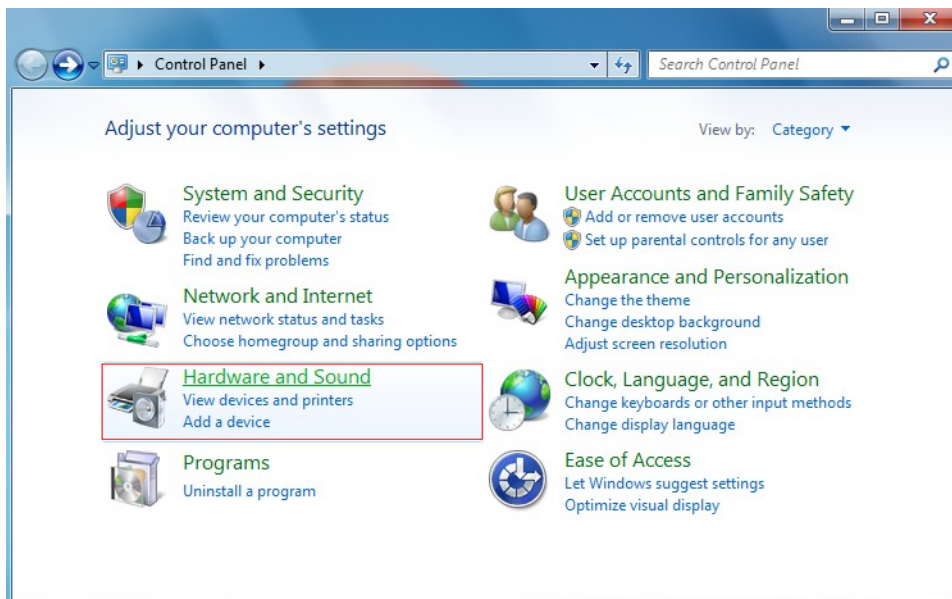 Control Panel
Search Control Panel
Adjust your computer's settings
View by: Category
System and Security
Review your computer's status
Back up your computer
Find and fix problems
Network and Internet
View network status and tasks
Choose homegroup and sharing options
Hardware and Sound
View devices and printers
Add a device
Programs
Uninstall a program
User Accounts and Family Safety
Add or remove user accounts
Set up parental controls for any user
Appearance and Personalization
Change the theme
Change desktop background
Adjust screen resolution
Clock, Language, and Region
Change keyboards or other input methods
Change display language
Ease of Access
Let Windows suggest settings
Optimize visual display